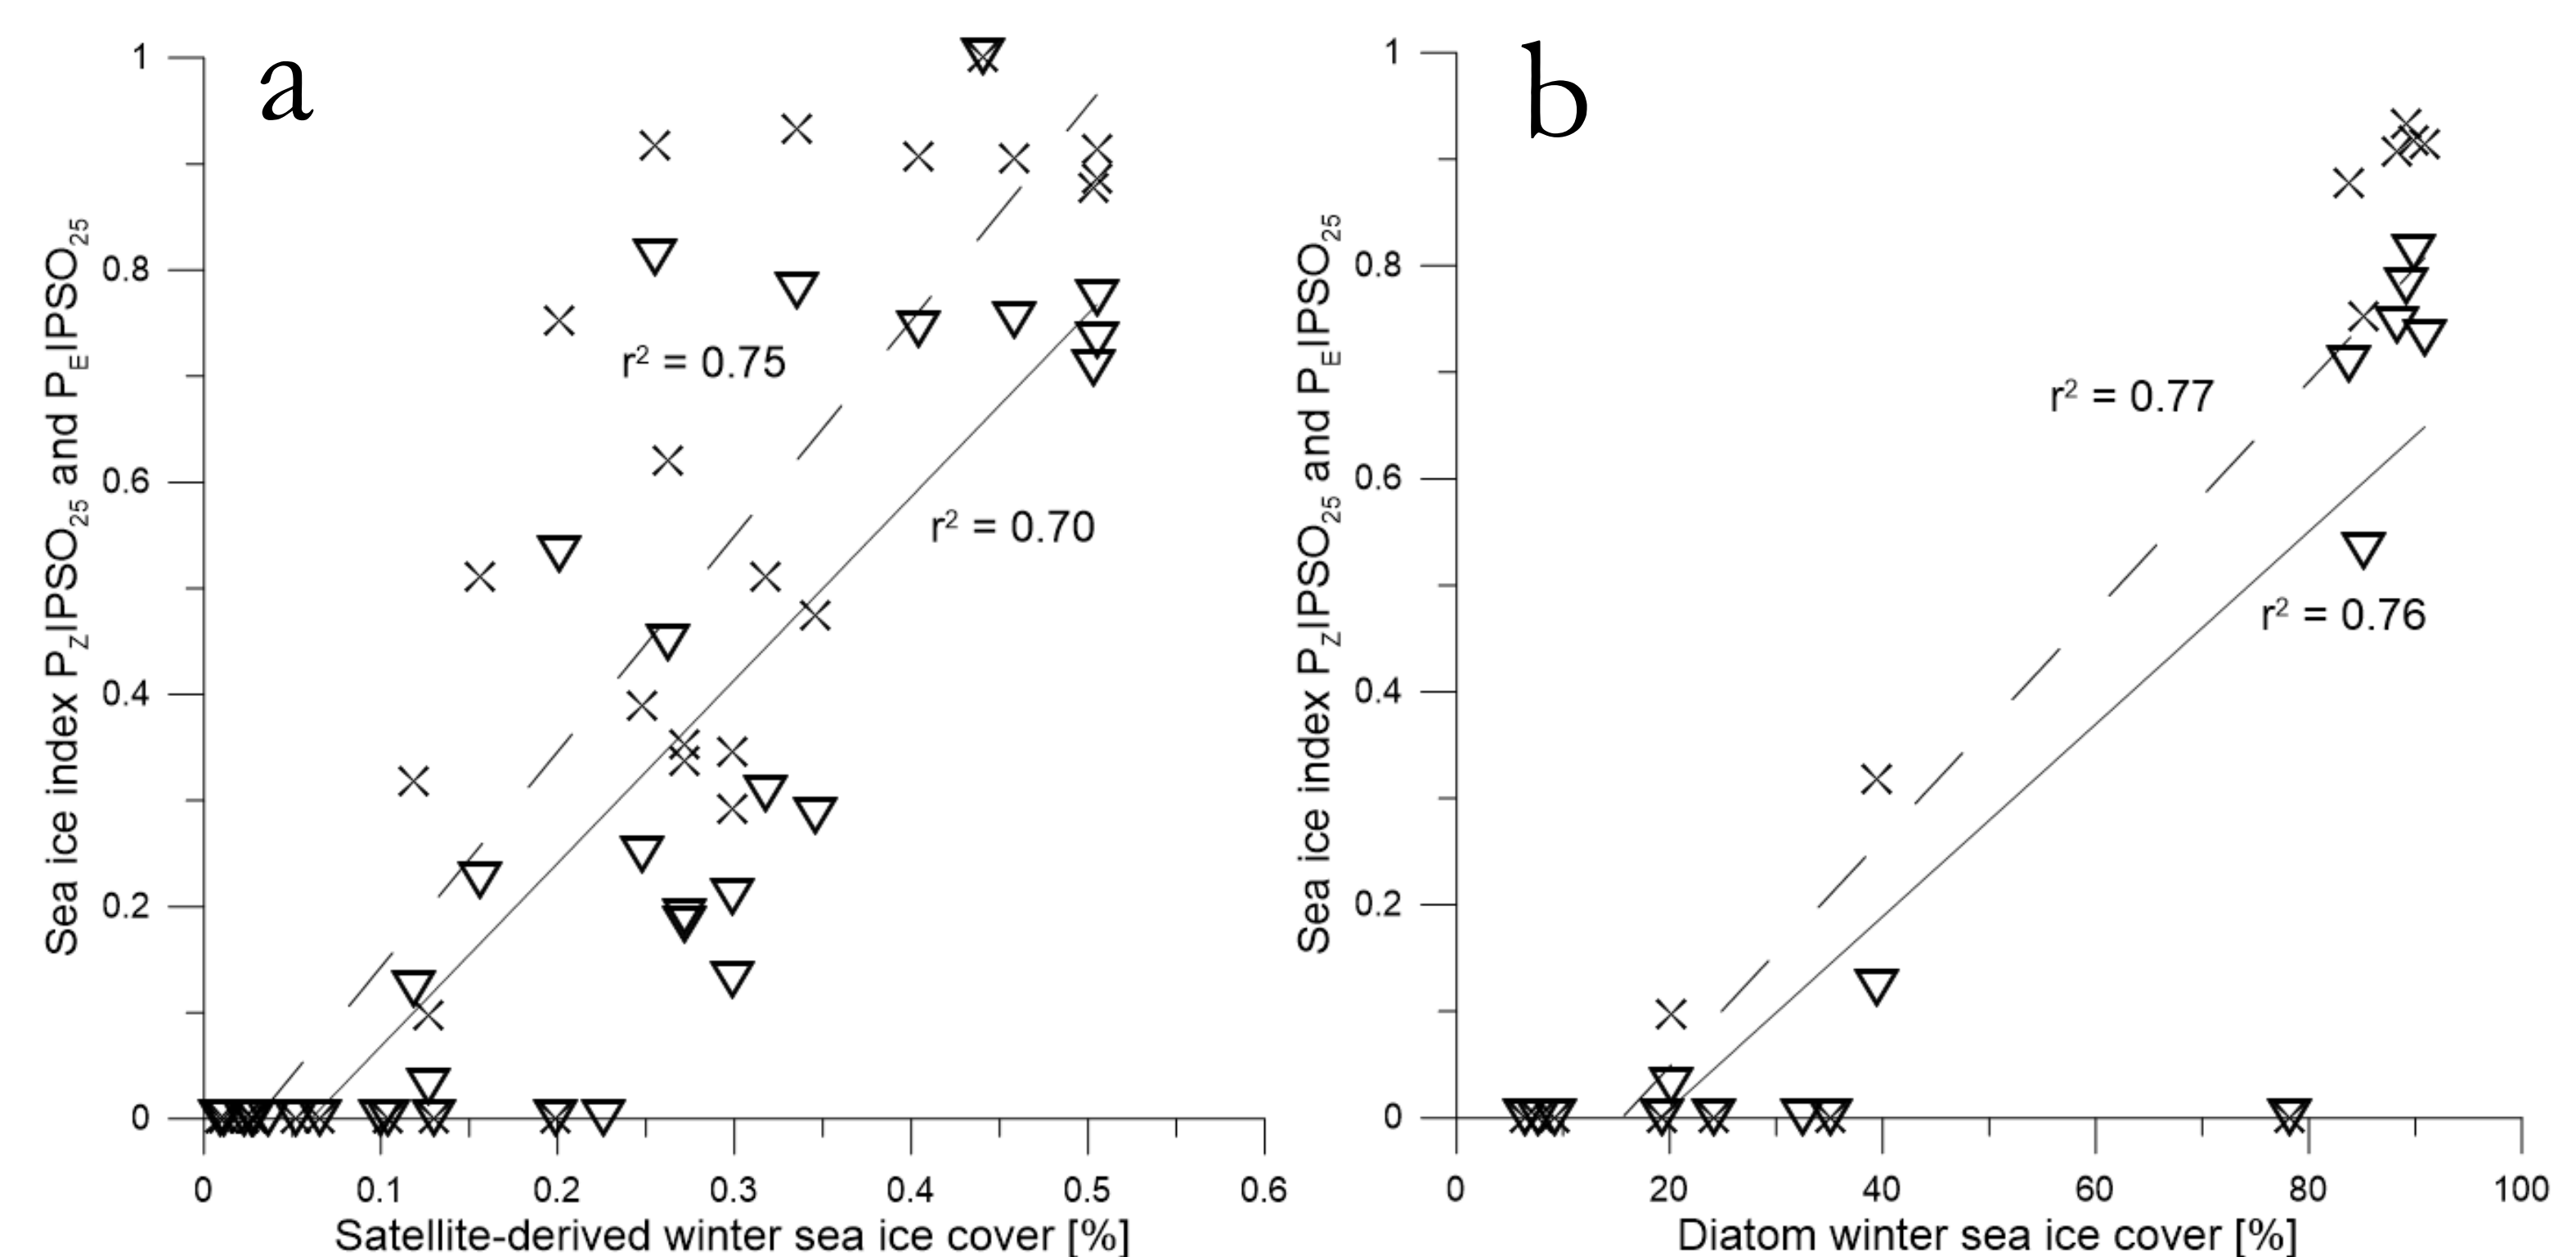 a
Sea ice index PZIPSO25 and PEIPSO25
1
0.8
0.6
0.4
0.2
0
r² = 0.75
r² = 0.70
0 0.1 0.2 0.3 0.4 0.5 0.6
Satellite-derived winter sea ice cover [%]
b
Sea ice index PZIPSO25 and PEIPSO25
1
0.8
0.6
0.4
0.2
0
r² = 0.77
r² = 0.76
0 20 40 60 80 100
Diatom winter sea ice cover [%]